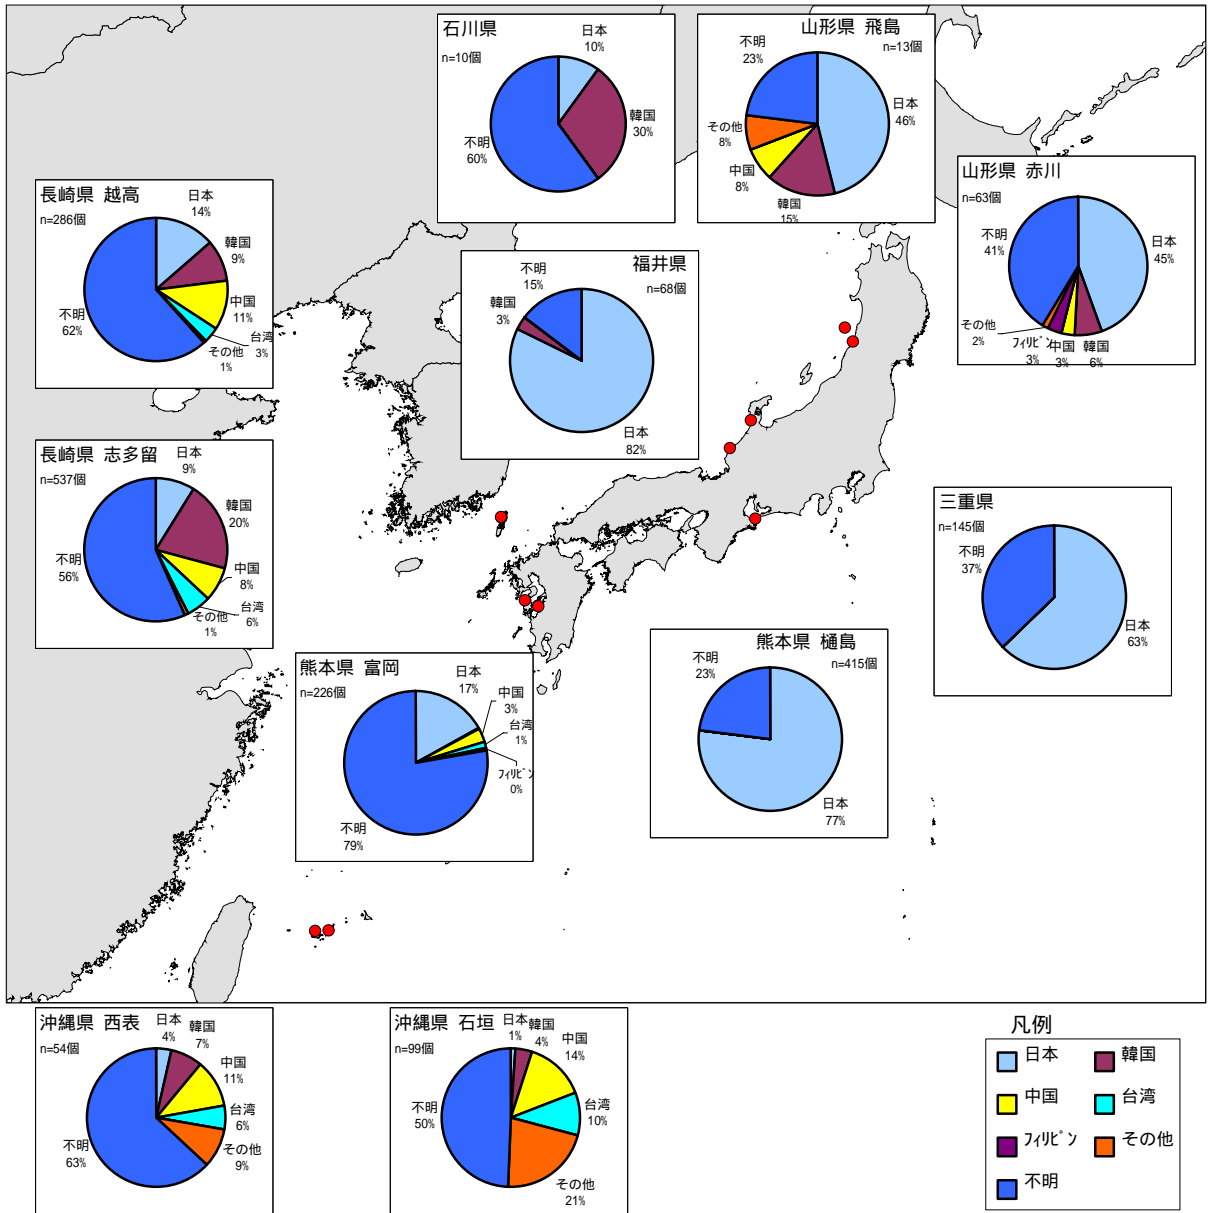 石川県
n=10個
日本
10%
韓国
30%
不明
60%
山形県 飛島
n=13個
不明
23%
日本
46%
その他
8%
中国
8%
韓国
15%
山形県 赤川
n=63個
不明
41%
日本
45%
その他
2%
フィリピン
3%
中国
3%
韓国
6%
長崎県 越高
n=286個
日本
14%
韓国
9%
中国
11%
台湾
3%
その他
1%
不明
62%
福井県
n=68個
不明
15%
韓国
3%
日本
82%
長崎県 志多留
n=537個
日本
9%
韓国
20%
中国
8%
台湾
6%
その他
1%
不明
56%
三重県
n=145個
不明
37%
日本
63%
熊本県 富岡
n=226個
日本
17%
中国
3%
台湾
1%
フィリピン
0%
不明
79%
熊本県 樋島
n=415個
不明
23%
日本
77%
沖縄県 西表
n=54個
日本
4%
韓国
7%
中国
11%
台湾
6%
その他
9%
不明
63%
沖縄県 石垣
n=99個
日本
1%
韓国
4%
中国
14%
台湾
10%
その他
21%
不明
50%
凡例
日本 韓国
中国 台湾
フィリピン その他
不明